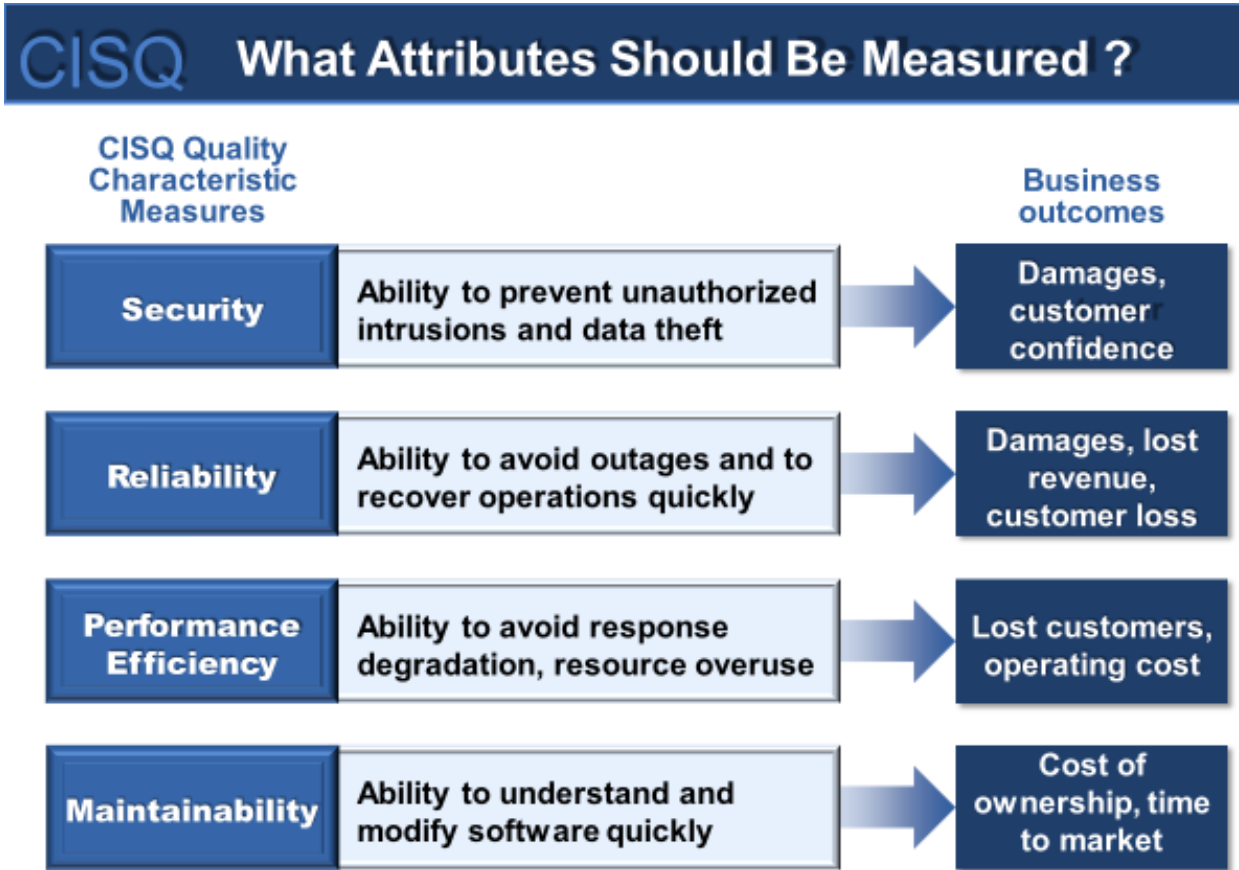 CISQ What Attributes Should Be Measured ?
CISQ Quality
Characteristic
Measures
Business
outcomes
Security
Ability to prevent unauthorized
intrusions and data theft
Damages,
customer
confidence
Reliability
Ability to avoid outages and to
recover operations quickly
Damages, lost
revenue,
customer loss
Performance
Efficiency
Ability to avoid response
degradation, resource overuse
Lost customers,
operating cost
Maintainability
Ability to understand and
modify software quickly
Cost of
ownership, time
to market